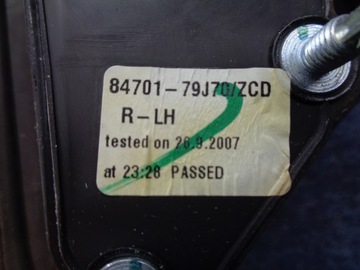 84701-79J70/ZCD
R-LH
tested on 26.9.2007
at 23:28 PASSED